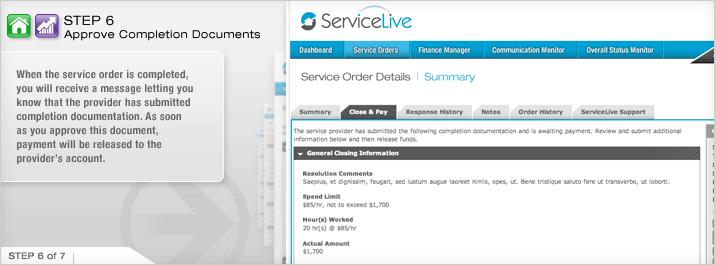 STEP 6
Approve Completion Documents
When the service order is completed,
you will receive a message letting you
know that the provider has submitted
completion documentation. As soon
as you approve this document,
payment will be released to the
provider's account.
STEP 6 of 7
ServiceLive
Dashboard Service Orders Finance Manager Communication Monitor Overall Status Monitor
Service Order Details | Summary
Summary Close & Pay Response History Notes Order History ServiceLive Support
The service provider has submitted the following completion documentation and is awaiting payment. Review and submit additional
information below and then release funds.
General Closing Information
Resolution Comments
Saepius, et dignissim, feugait, sed iustum augue laoreet nimis, opes, ut. Bene tristique saluto fere ut transverbo, ut lobortl.
Spend Limit
$85/hr, not to exceed $1,700
Hour(s) Worked
20 hr(s) @ $85/hr
Actual Amount
$1,700